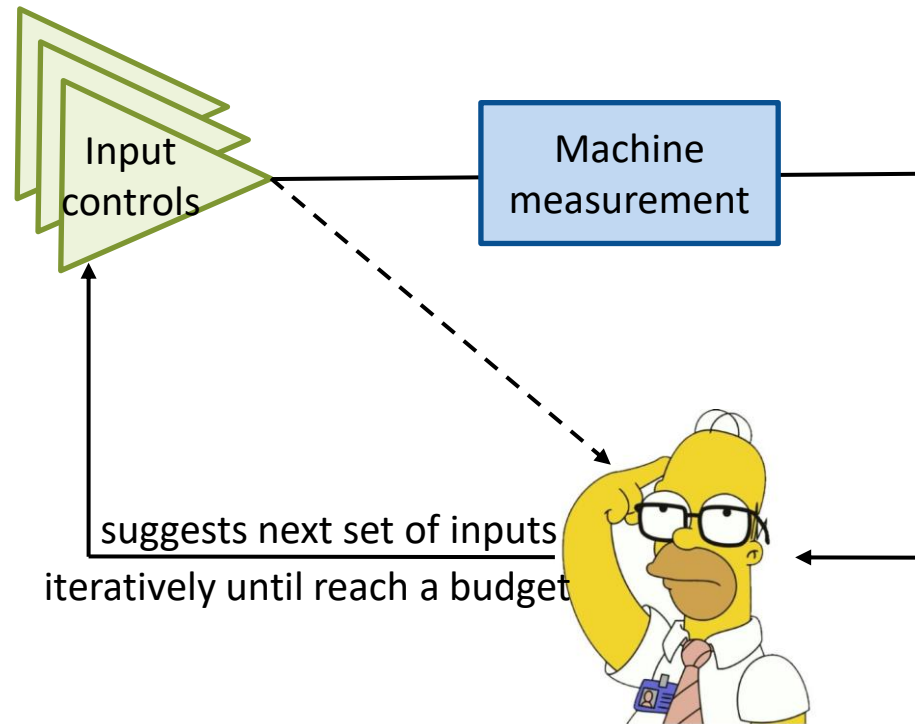 Input
controls
Machine
measurement
suggests next set of inputs
iteratively until reach a budget